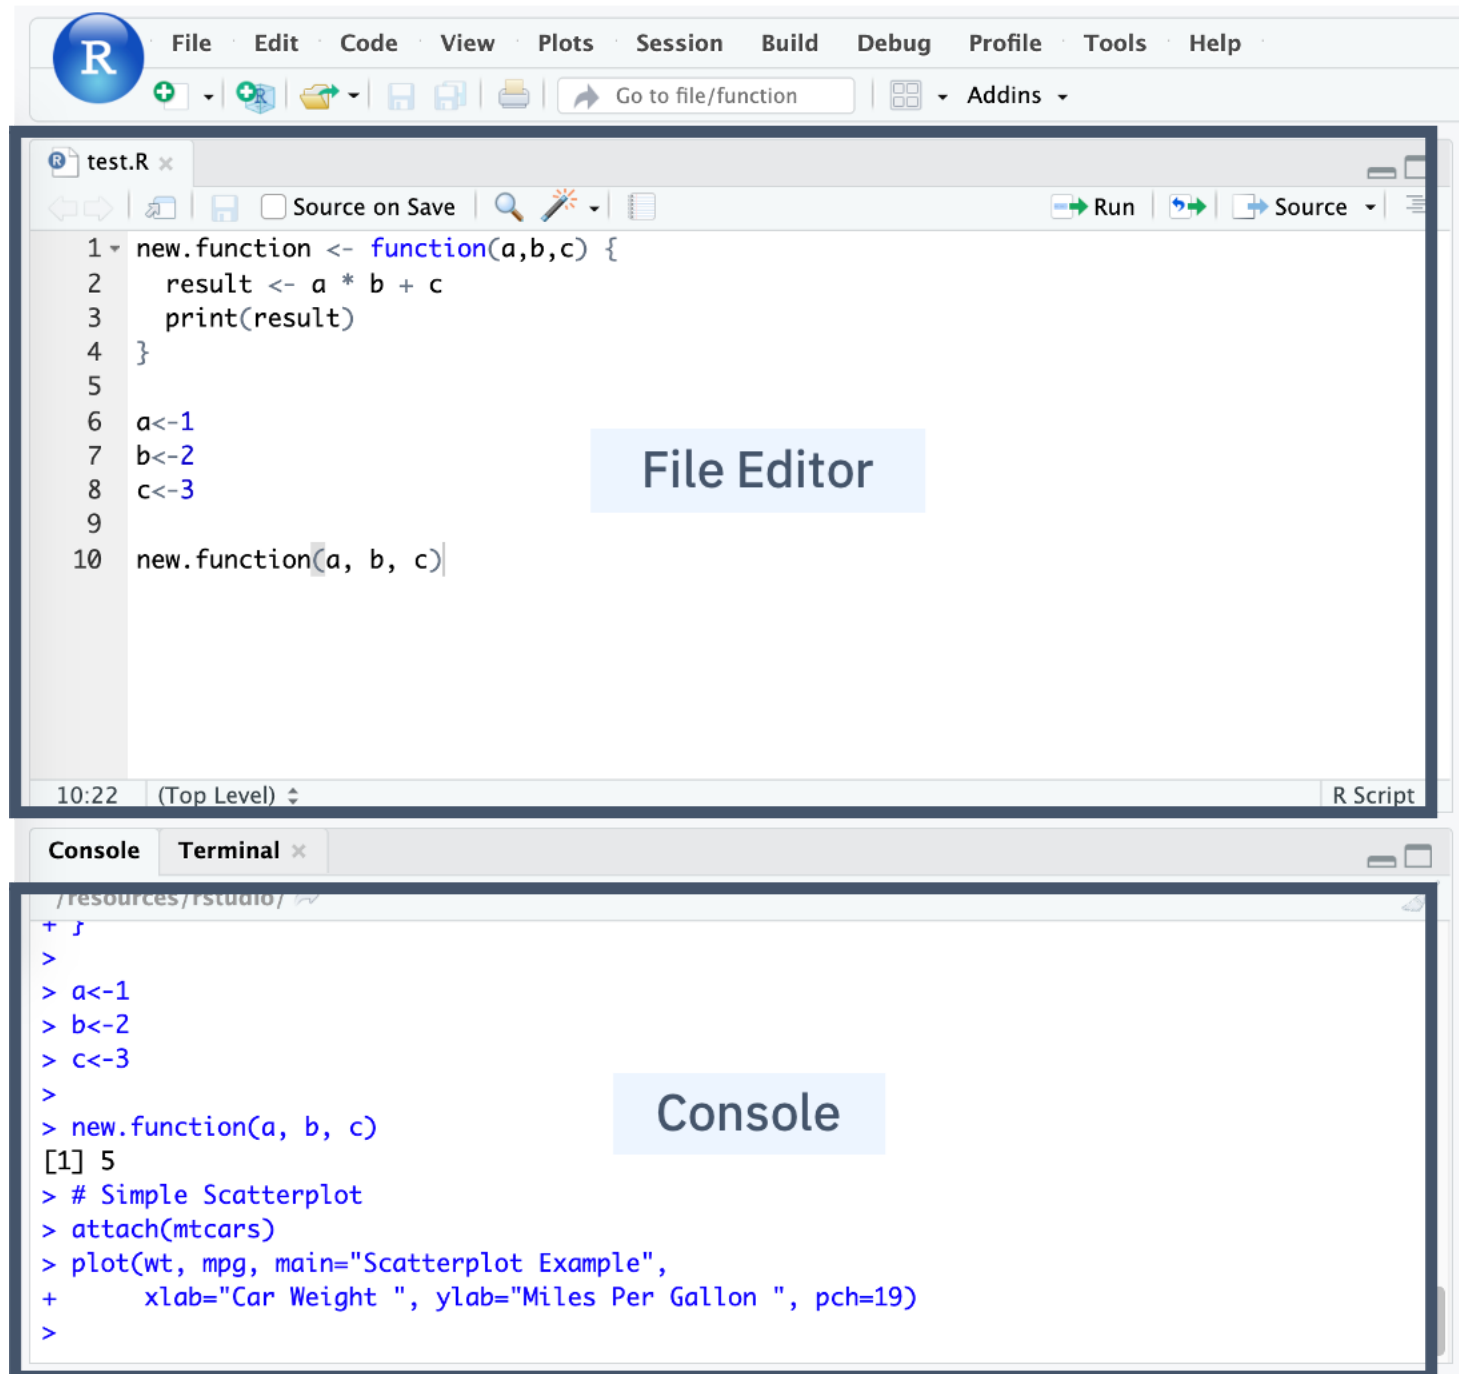 R File Edit Code View Plots Session Build Debug Profile Tools Help
R Go to file/function Addins
R test.R
Source on Save Run Source
1 new.function <- function(a,b,c) {
2   result <- a * b + c
3   print(result)
4 }
5
6 a<-1
7 b<-2
8 c<-3
9
10 new.function(a, b, c)
File Editor
10:22 (Top Level) R Script
Console Terminal
/resources/rstudio/
+ }
>
> a<-1
> b<-2
> c<-3
>
> new.function(a, b, c)
[1] 5
> # Simple Scatterplot
> attach(mtcars)
> plot(wt, mpg, main="Scatterplot Example",
+      xlab="Car Weight ", ylab="Miles Per Gallon ", pch=19)
>
Console